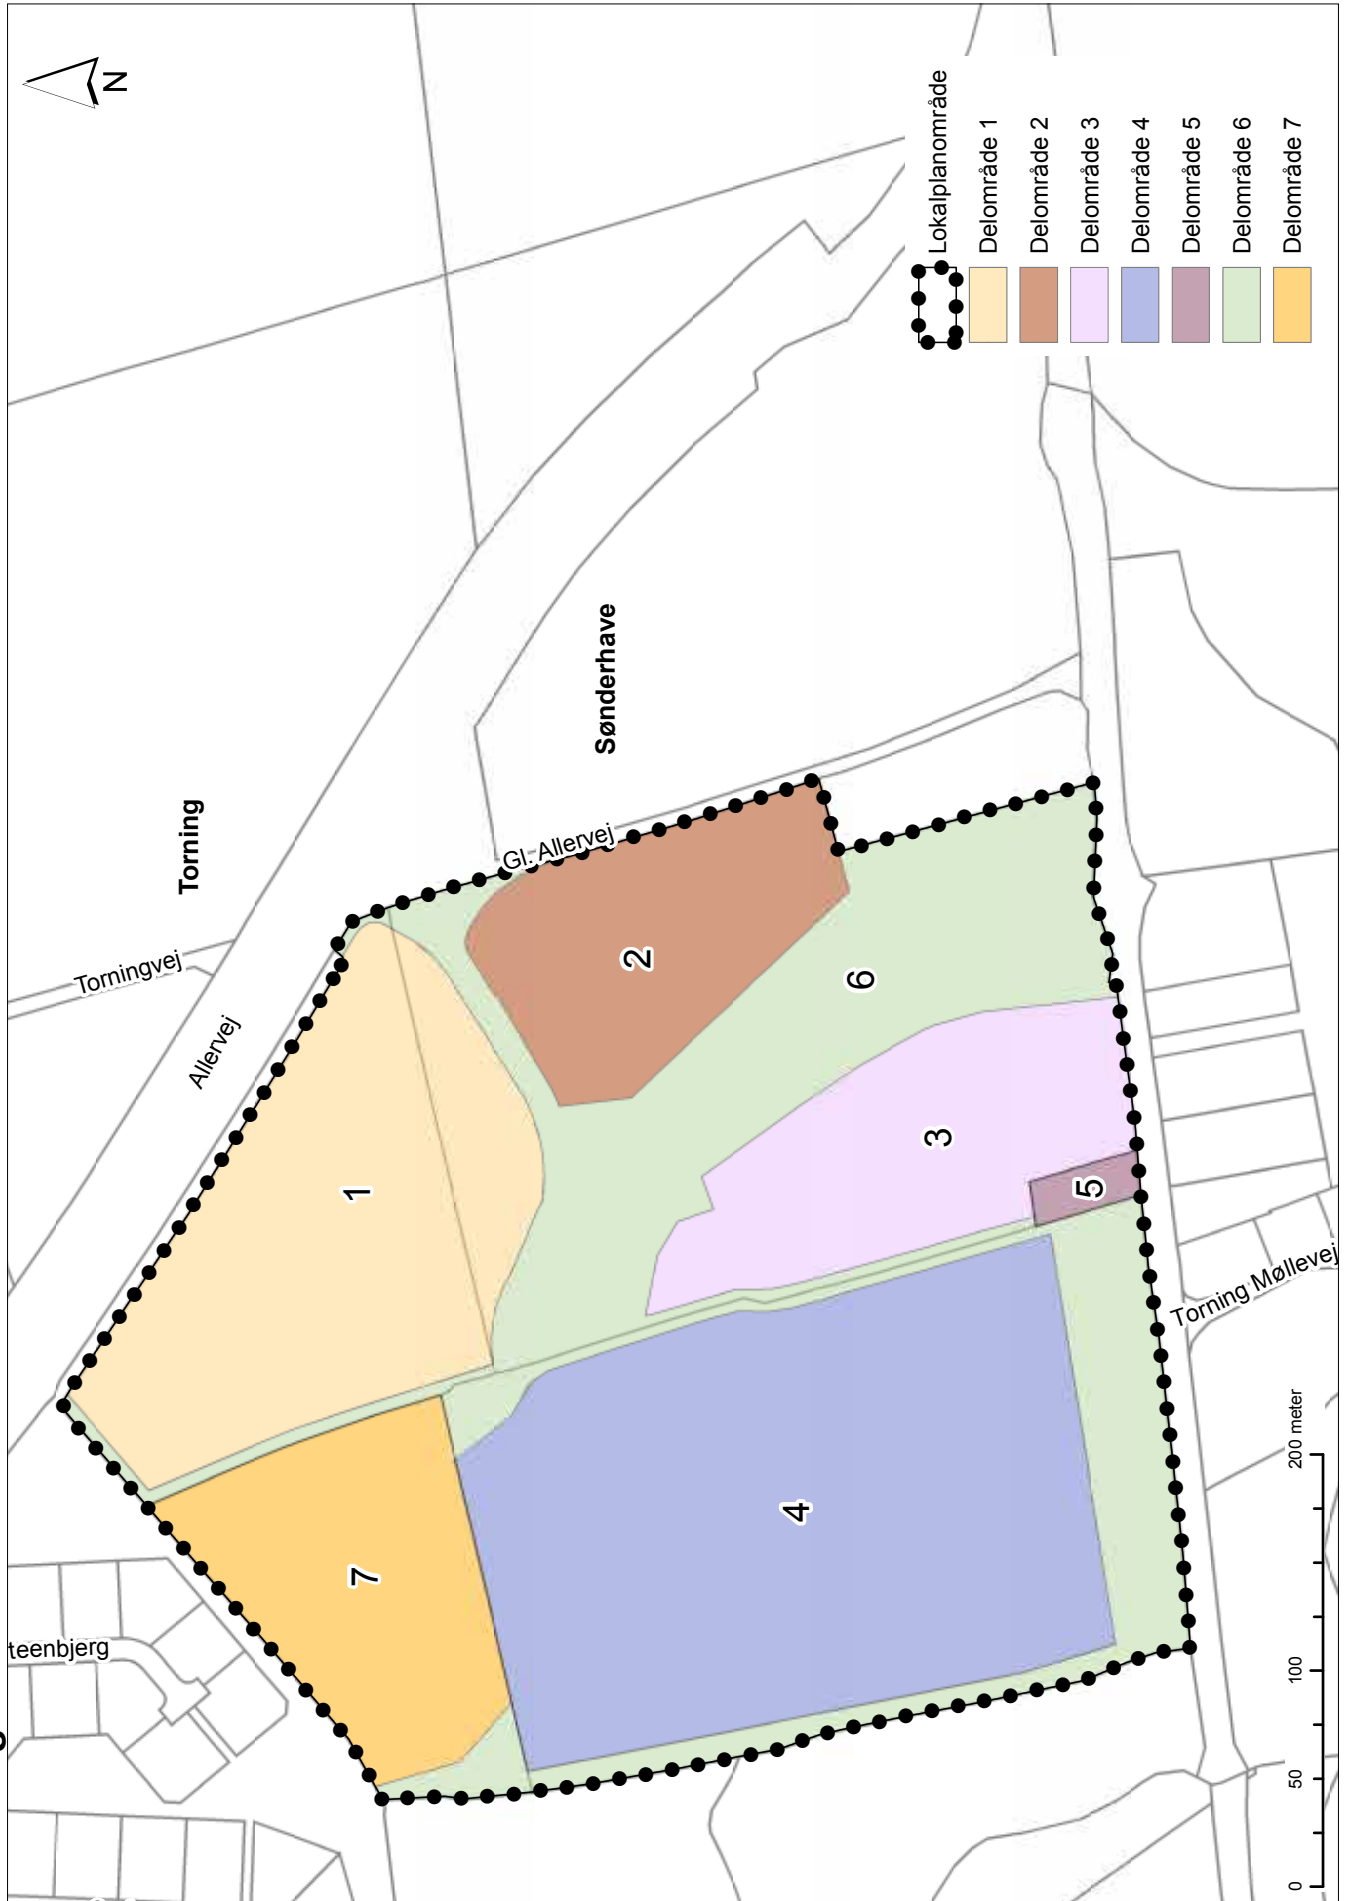 N
Torning
Torningvej
Allervej
Sønderhave
Gl. Allervej
teenbjerg
Torning Møllevej
1
2
3
4
5
6
7
Lokalplanområde
Delområde 1
Delområde 2
Delområde 3
Delområde 4
Delområde 5
Delområde 6
Delområde 7
0 50 100 200 meter